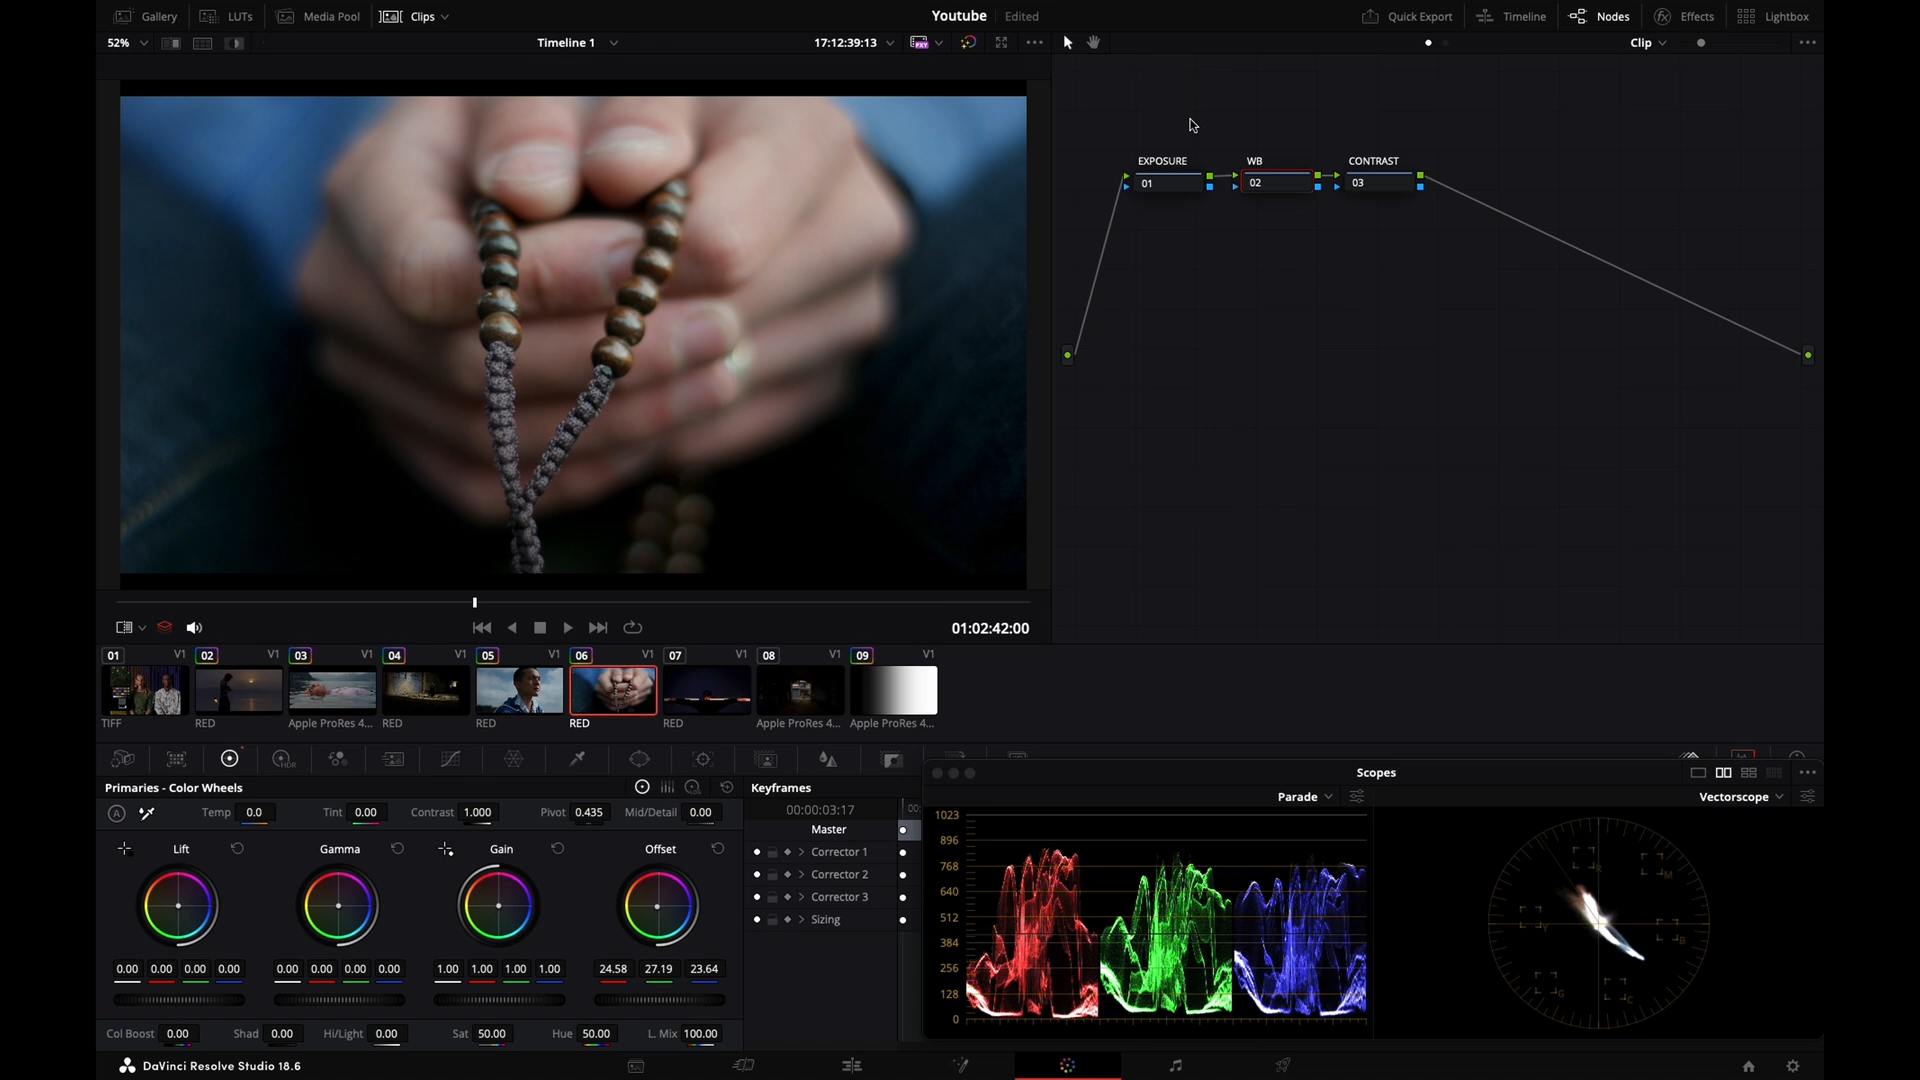 Gallery LUTs Media Pool Clips Youtube Edited Quick Export Timeline Nodes Effects Lightbox
52% Timeline 1 17:12:39:13 PXY Clip
EXPOSURE WB CONTRAST
01 02 03
01:02:42:00
01 V1 02 V1 03 V1 04 V1 05 V1 06 V1 07 V1 08 V1 09 V1
TIFF RED Apple ProRes 4... RED RED RED RED Apple ProRes 4... Apple ProRes 4...
HDR
Scopes
Primaries - Color Wheels LOG Keyframes
Parade Vectorscope
A Temp 0.0 Tint 0.00 Contrast 1.000 Pivot 0.435 Mid/Detail 0.00 00:00:03:17 00:
Master
Lift Gamma Gain Offset
Corrector 1
Corrector 2
Corrector 3
Sizing
1023
896
768
640
512
384
256
128
0
R M B C G Y
0.00 0.00 0.00 0.00 0.00 0.00 0.00 0.00 1.00 1.00 1.00 1.00 24.58 27.19 23.64
Col Boost 0.00 Shad 0.00 Hi/Light 0.00 Sat 50.00 Hue 50.00 L. Mix 100.00
DaVinci Resolve Studio 18.6